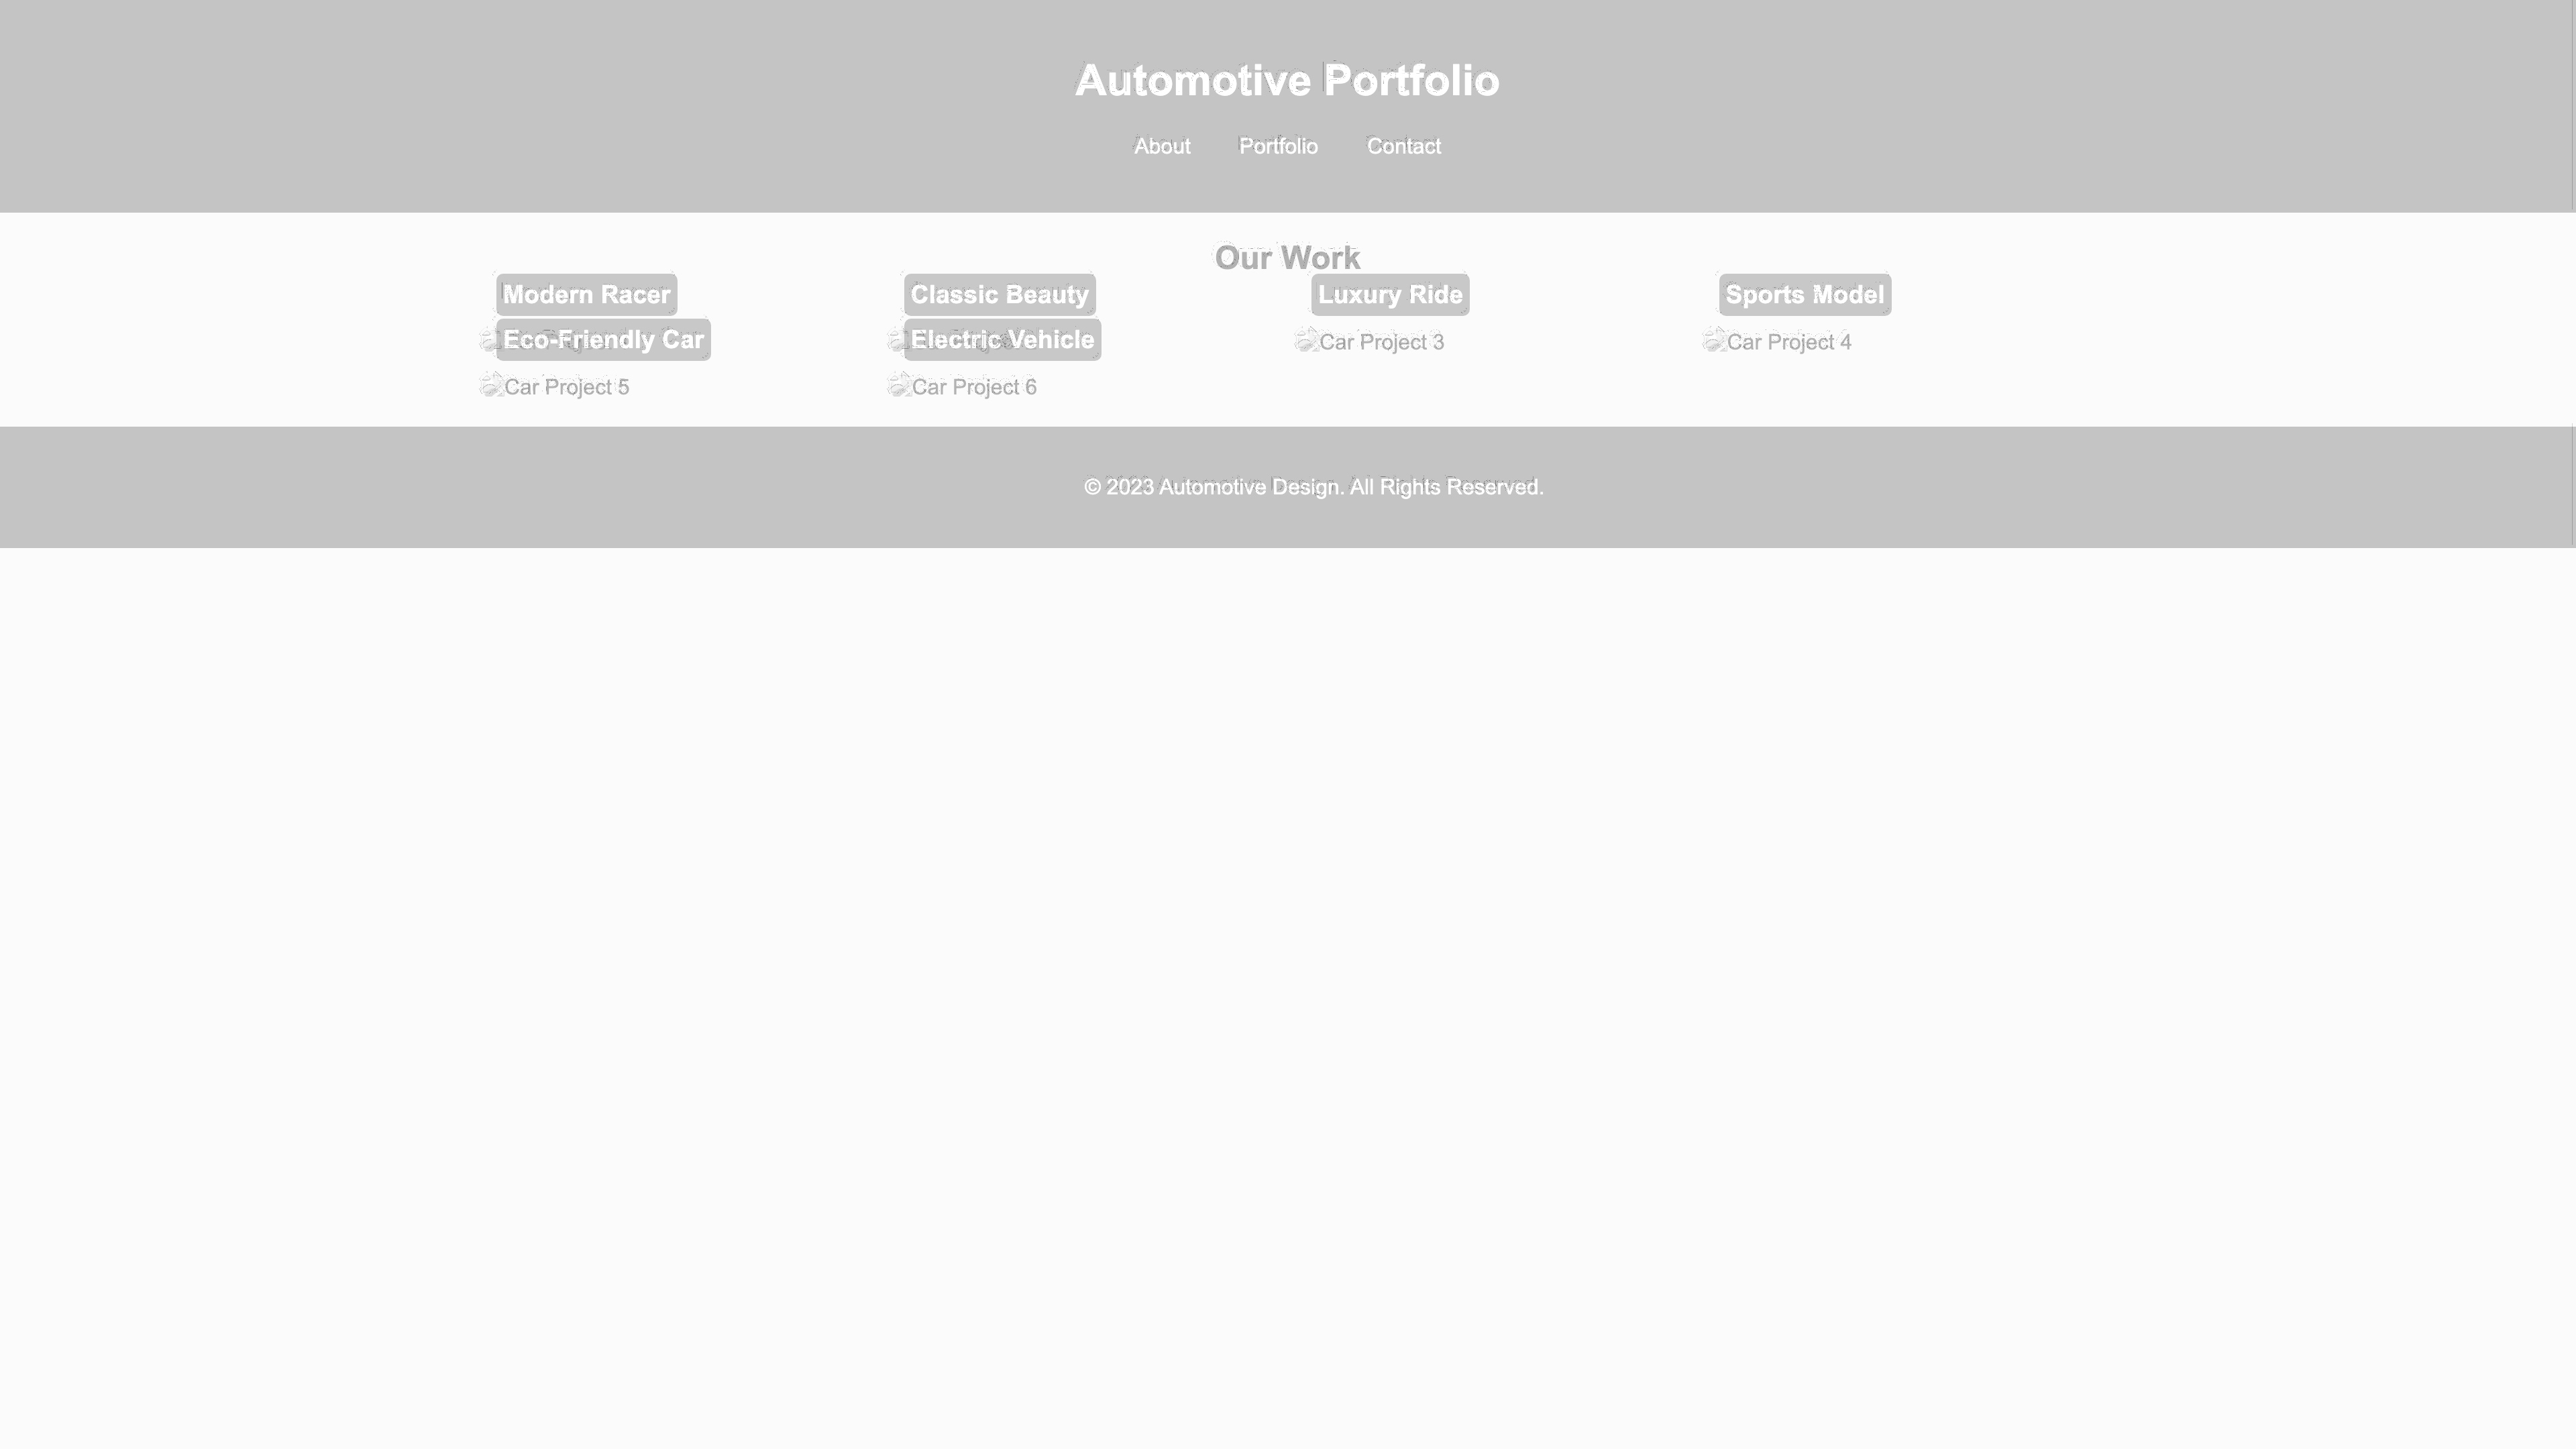 Automotive Portfolio
About Portfolio Contact
Our Work
Modern Racer Classic Beauty Luxury Ride Sports Model
Eco-Friendly Car Electric Vehicle Car Project 3 Car Project 4
Car Project 5 Car Project 6
© 2023 Automotive Design. All Rights Reserved.